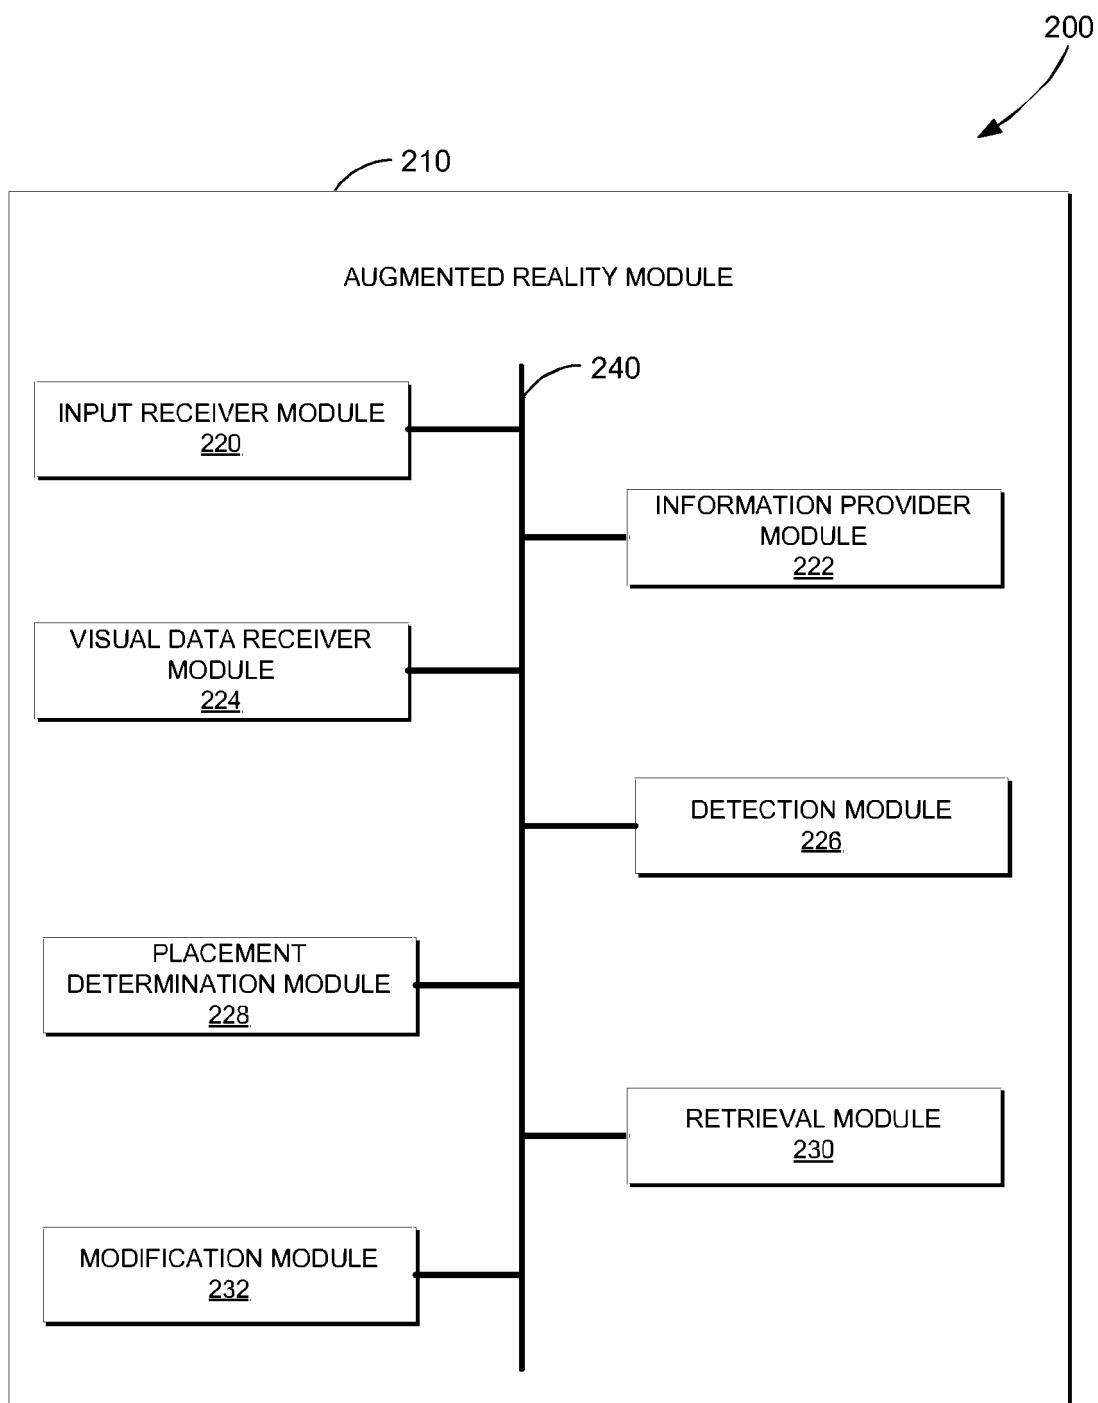 200
210
AUGMENTED REALITY MODULE
240
INPUT RECEIVER MODULE
220
INFORMATION PROVIDER
MODULE
222
VISUAL DATA RECEIVER
MODULE
224
DETECTION MODULE
226
PLACEMENT
DETERMINATION MODULE
228
RETRIEVAL MODULE
230
MODIFICATION MODULE
232